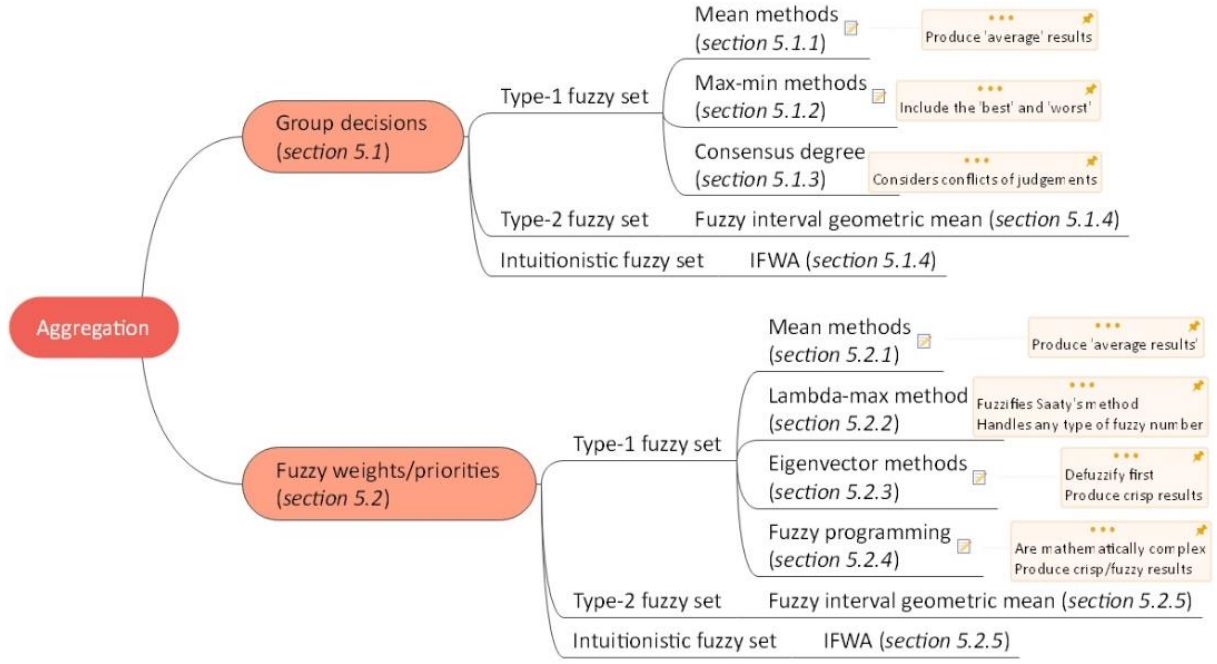 Aggregation
Group decisions
(section 5.1)
Type-1 fuzzy set
Mean methods
(section 5.1.1)
Produce 'average' results
Max-min methods
(section 5.1.2)
Include the 'best' and 'worst'
Consensus degree
(section 5.1.3)
Considers conflicts of judgements
Type-2 fuzzy set
Fuzzy interval geometric mean (section 5.1.4)
Intuitionistic fuzzy set
IFWA (section 5.1.4)
Fuzzy weights/priorities
(section 5.2)
Type-1 fuzzy set
Mean methods
(section 5.2.1)
Produce 'average results'
Lambda-max method
(section 5.2.2)
Fuzzifies Saaty's method
Handles any type of fuzzy number
Eigenvector methods
(section 5.2.3)
Defuzzify first
Produce crisp results
Fuzzy programming
(section 5.2.4)
Are mathematically complex
Produce crisp/fuzzy results
Type-2 fuzzy set
Fuzzy interval geometric mean (section 5.2.5)
Intuitionistic fuzzy set
IFWA (section 5.2.5)